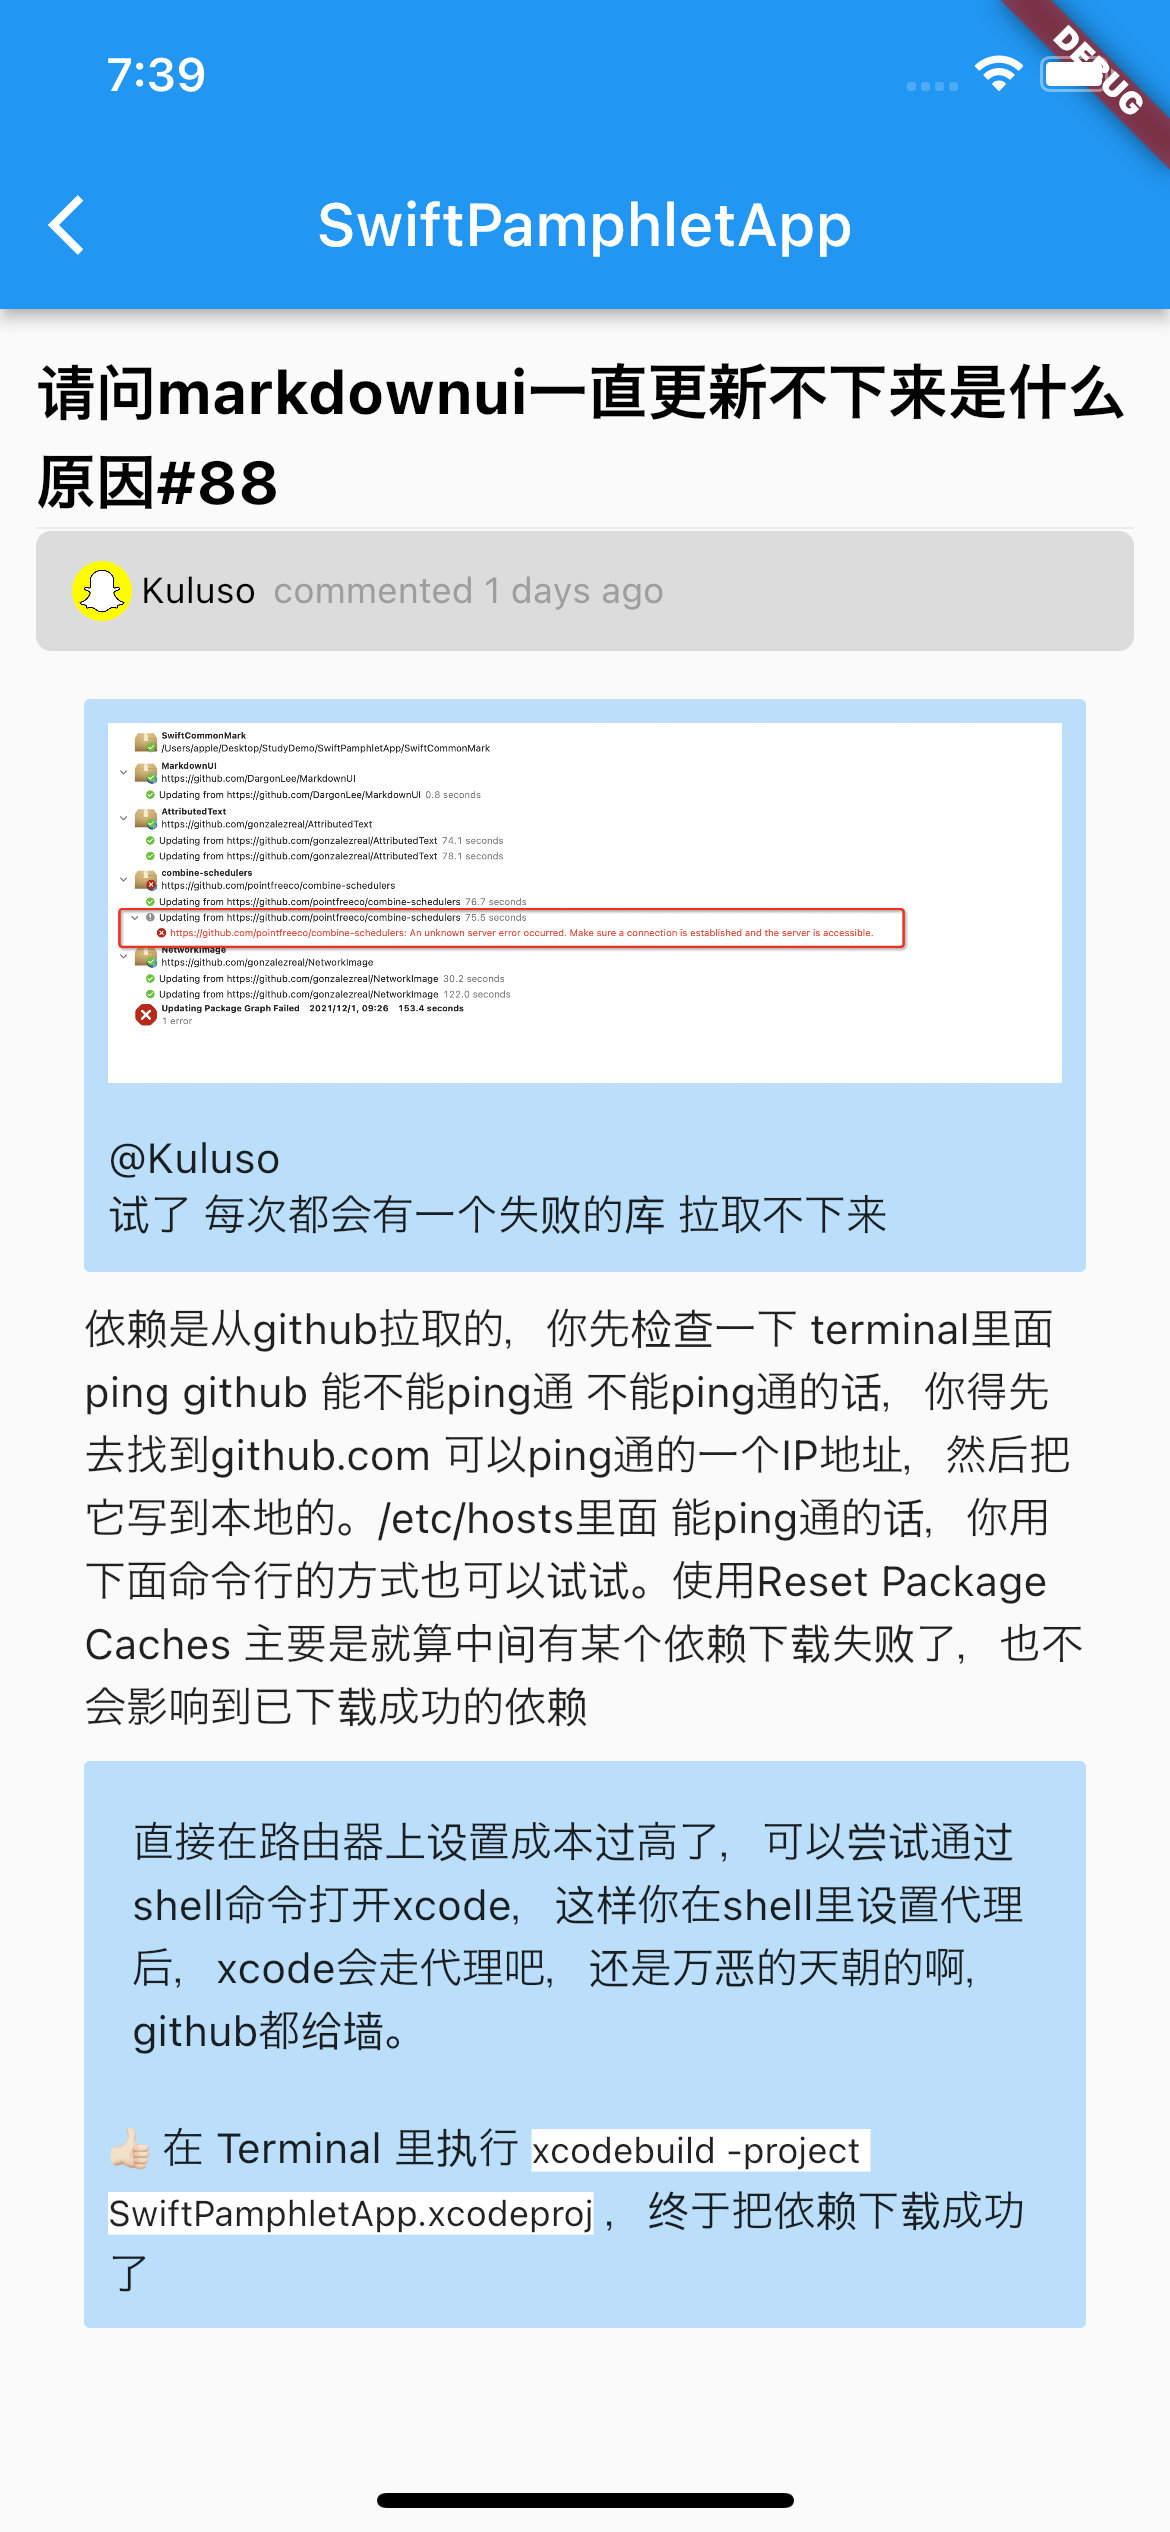 7:39
DEBUG
SwiftPamphletApp
请问markdownui一直更新不下来是什么
原因#88
Kuluso commented 1 days ago
SwiftCommonMark
/Users/apple/Desktop/StudyDemo/SwiftPamphletApp/SwiftCommonMark
MarkdownUI
https://github.com/DargonLee/MarkdownUI
Updating from https://github.com/DargonLee/MarkdownUI 0.8 seconds
AttributedText
https://github.com/gonzalezreal/AttributedText
Updating from https://github.com/gonzalezreal/AttributedText 74.1 seconds
Updating from https://github.com/gonzalezreal/AttributedText 78.1 seconds
combine-schedulers
https://github.com/pointfreeco/combine-schedulers
Updating from https://github.com/pointfreeco/combine-schedulers 76.7 seconds
Updating from https://github.com/pointfreeco/combine-schedulers 75.5 seconds
https://github.com/pointfreeco/combine-schedulers: An unknown server error occurred. Make sure a connection is established and the server is accessible.
NetworkImage
https://github.com/gonzalezreal/NetworkImage
Updating from https://github.com/gonzalezreal/NetworkImage 30.2 seconds
Updating from https://github.com/gonzalezreal/NetworkImage 122.0 seconds
Updating Package Graph Failed 2021/12/1, 09:26 153.4 seconds
1 error
@Kuluso
试了 每次都会有一个失败的库 拉取不下来
依赖是从github拉取的，你先检查一下 terminal里面
ping github 能不能ping通 不能ping通的话，你得先
去找到github.com 可以ping通的一个IP地址，然后把
它写到本地的。/etc/hosts里面 能ping通的话，你用
下面命令行的方式也可以试试。使用Reset Package
Caches 主要是就算中间有某个依赖下载失败了，也不
会影响到已下载成功的依赖
直接在路由器上设置成本过高了，可以尝试通过
shell命令打开xcode，这样你在shell里设置代理
后，xcode会走代理吧，还是万恶的天朝的啊，
github都给墙。
👍🏻 在 Terminal 里执行 xcodebuild -project
SwiftPamphletApp.xcodeproj ，终于把依赖下载成功
了